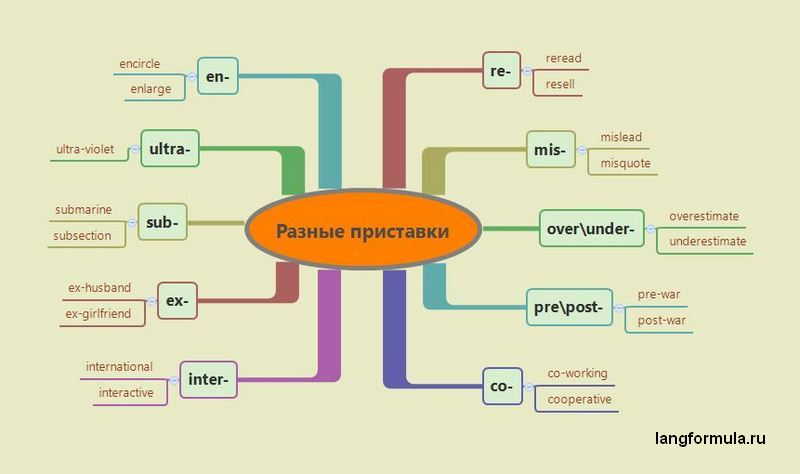 Разные приставки
en-
encircle
enlarge
ultra-
ultra-violet
sub-
submarine
subsection
ex-
ex-husband
ex-girlfriend
inter-
international
interactive
re-
reread
resell
mis-
mislead
misquote
over\under-
overestimate
underestimate
pre\post-
pre-war
post-war
co-
co-working
cooperative
langformula.ru